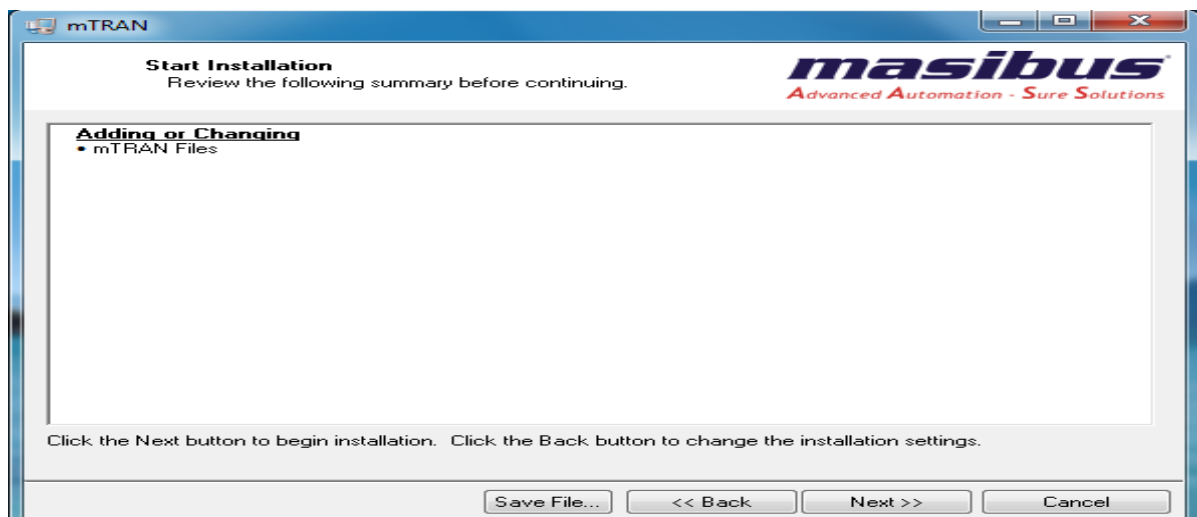 mTRAN
Start Installation
Review the following summary before continuing.
masibus
Advanced Automation - Sure Solutions
Adding or Changing
• mTRAN Files
Click the Next button to begin installation. Click the Back button to change the installation settings.
Save File... << Back Next >> Cancel